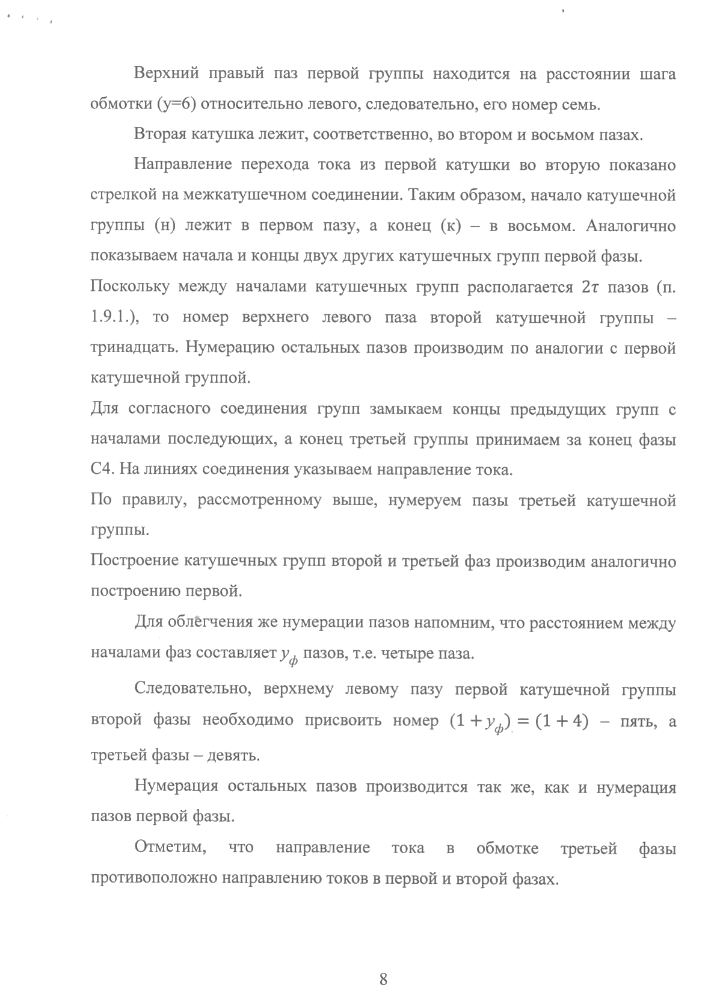 Верхний правый паз первой группы находится на расстоянии шага
обмотки (у=6) относительно левого, следовательно, его номер семь.
Вторая катушка лежит, соответственно, во втором и восьмом пазах.
Направление перехода тока из первой катушки во вторую показано
стрелкой на межкатушечном соединении. Таким образом, начало катушечной
группы (н) лежит в первом пазу, а конец (к) – в восьмом. Аналогично
показываем начала и концы двух других катушечных групп первой фазы.
Поскольку между началами катушечных групп располагается 2τ пазов (п.
1.9.1.), то номер верхнего левого паза второй катушечной группы –
тринадцать. Нумерацию остальных пазов производим по аналогии с первой
катушечной группой.
Для согласного соединения групп замыкаем концы предыдущих групп с
началами последующих, а конец третьей группы принимаем за конец фазы
С4. На линиях соединения указываем направление тока.
По правилу, рассмотренному выше, нумеруем пазы третьей катушечной
группы.
Построение катушечных групп второй и третьей фаз производим аналогично
построению первой.
Для облегчения же нумерации пазов напомним, что расстоянием между
началами фаз составляет y_ф пазов, т.е. четыре паза.
Следовательно, верхнему левому пазу первой катушечной группы
второй фазы необходимо присвоить номер (1 + y_ф) = (1 + 4) – пять, а
третьей фазы – девять.
Нумерация остальных пазов производится так же, как и нумерация
пазов первой фазы.
Отметим, что направление тока в обмотке третьей фазы
противоположно направлению токов в первой и второй фазах.
8